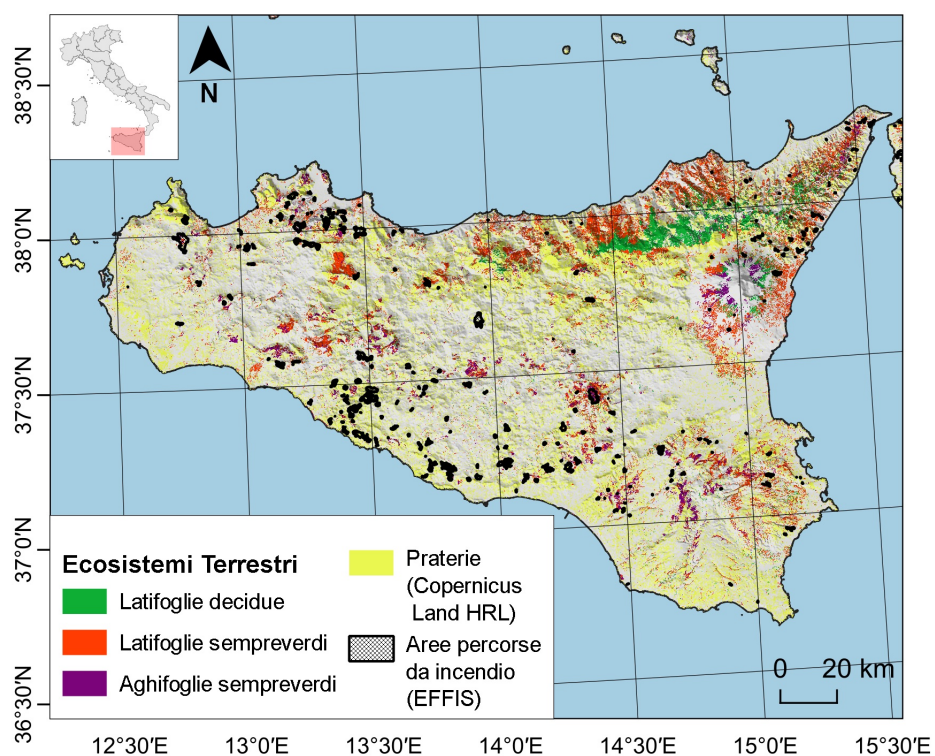 38°30'N
38°0'N
37°30'N
37°0'N
36°30'N
N
Ecosistemi Terrestri
Latifoglie decidue
Latifoglie sempreverdi
Aghifoglie sempreverdi
Praterie
(Copernicus
Land HRL)
Aree percorse
da incendio
(EFFIS)
0 20 km
12°30'E 13°0'E 13°30'E 14°0'E 14°30'E 15°0'E 15°30'E